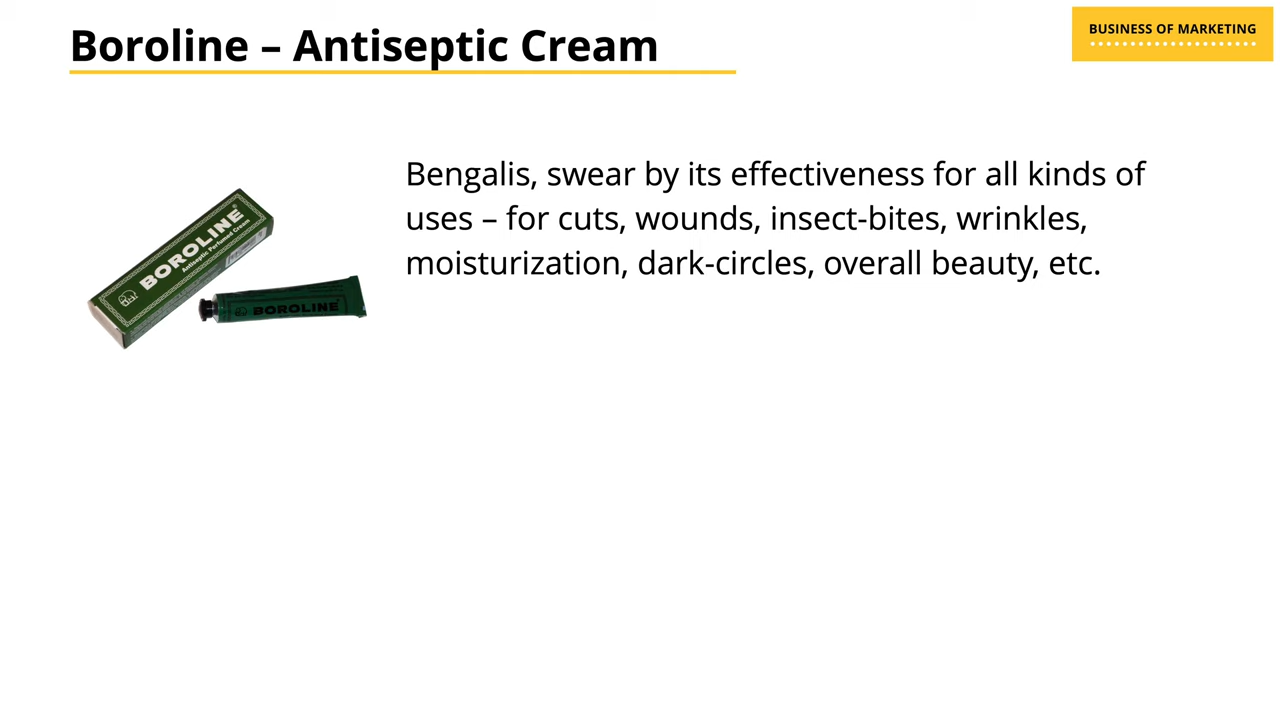 Boroline – Antiseptic Cream
BUSINESS OF MARKETING
Bengalis, swear by its effectiveness for all kinds of
uses – for cuts, wounds, insect-bites, wrinkles,
moisturization, dark-circles, overall beauty, etc.
BOROLINE®
Antiseptic Perfumed Cream
BOROLINE